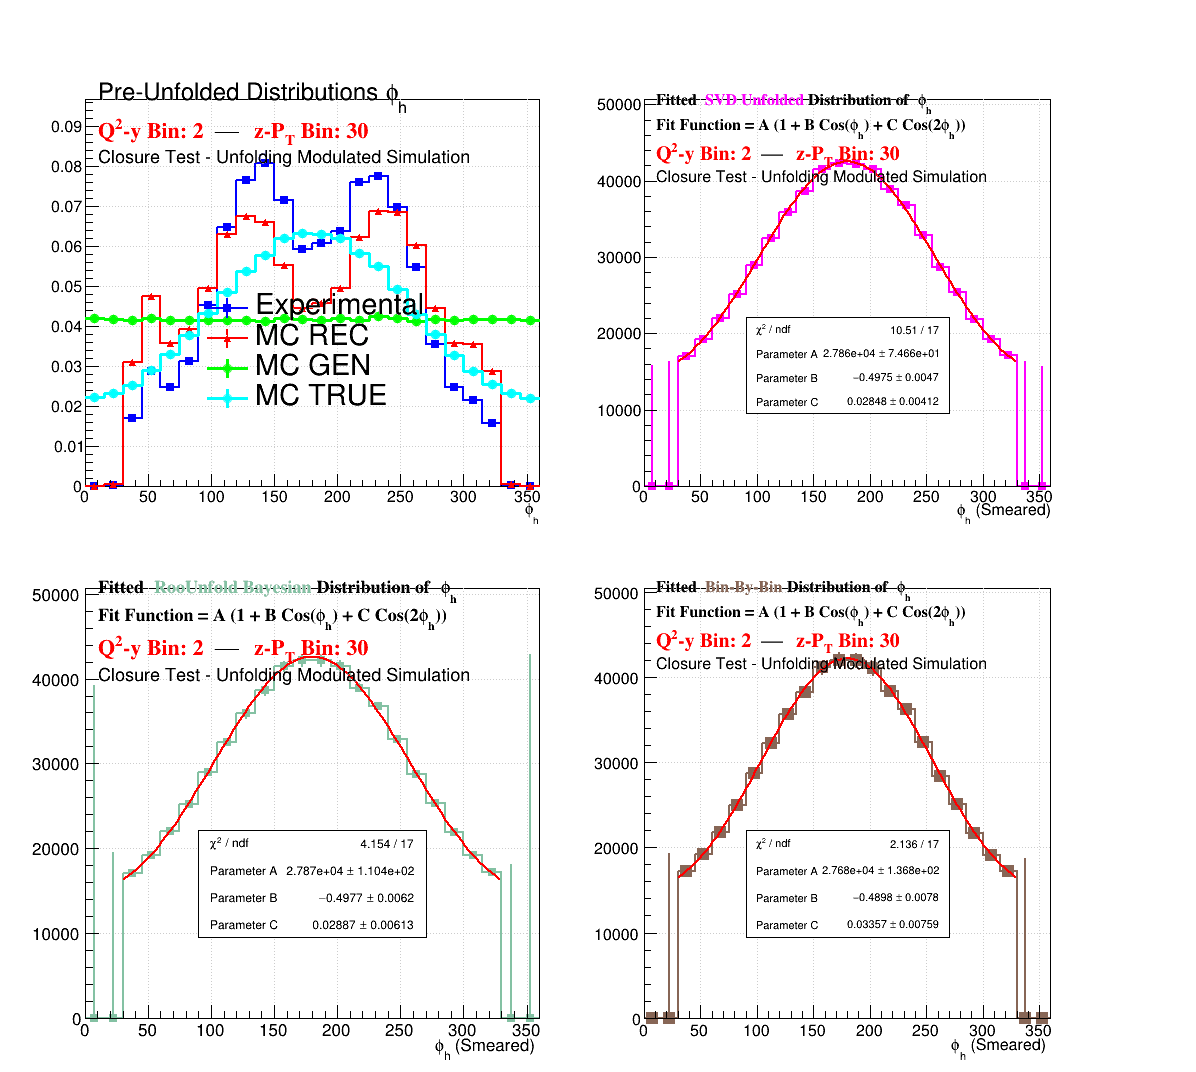 Pre-Unfolded Distributions ϕh
Q2-y Bin: 2 — z-PT Bin: 30
Closure Test - Unfolding Modulated Simulation
0.09
0.08
0.07
0.06
0.05
0.04
0.03
0.02
0.01
0
Experimental
MC REC
MC GEN
MC TRUE
0 50 100 150 200 250 300 350
ϕh
Fitted SVD Unfolded Distribution of ϕh
Fit Function = A (1 + B Cos(ϕh) + C Cos(2ϕh))
Q2-y Bin: 2 — z-PT Bin: 30
Closure Test - Unfolding Modulated Simulation
50000
40000
30000
20000
10000
0
χ2 / ndf 10.51 / 17
Parameter A 2.786e+04 ± 7.466e+01
Parameter B −0.4975 ± 0.0047
Parameter C 0.02848 ± 0.00412
0 50 100 150 200 250 300 350
ϕh (Smeared)
Fitted RooUnfold Bayesian Distribution of ϕh
Fit Function = A (1 + B Cos(ϕh) + C Cos(2ϕh))
Q2-y Bin: 2 — z-PT Bin: 30
Closure Test - Unfolding Modulated Simulation
50000
40000
30000
20000
10000
0
χ2 / ndf 4.154 / 17
Parameter A 2.787e+04 ± 1.104e+02
Parameter B −0.4977 ± 0.0062
Parameter C 0.02887 ± 0.00613
0 50 100 150 200 250 300 350
ϕh (Smeared)
Fitted Bin-By-Bin Distribution of ϕh
Fit Function = A (1 + B Cos(ϕh) + C Cos(2ϕh))
Q2-y Bin: 2 — z-PT Bin: 30
Closure Test - Unfolding Modulated Simulation
50000
40000
30000
20000
10000
0
χ2 / ndf 2.136 / 17
Parameter A 2.768e+04 ± 1.368e+02
Parameter B −0.4898 ± 0.0078
Parameter C 0.03357 ± 0.00759
0 50 100 150 200 250 300 350
ϕh (Smeared)